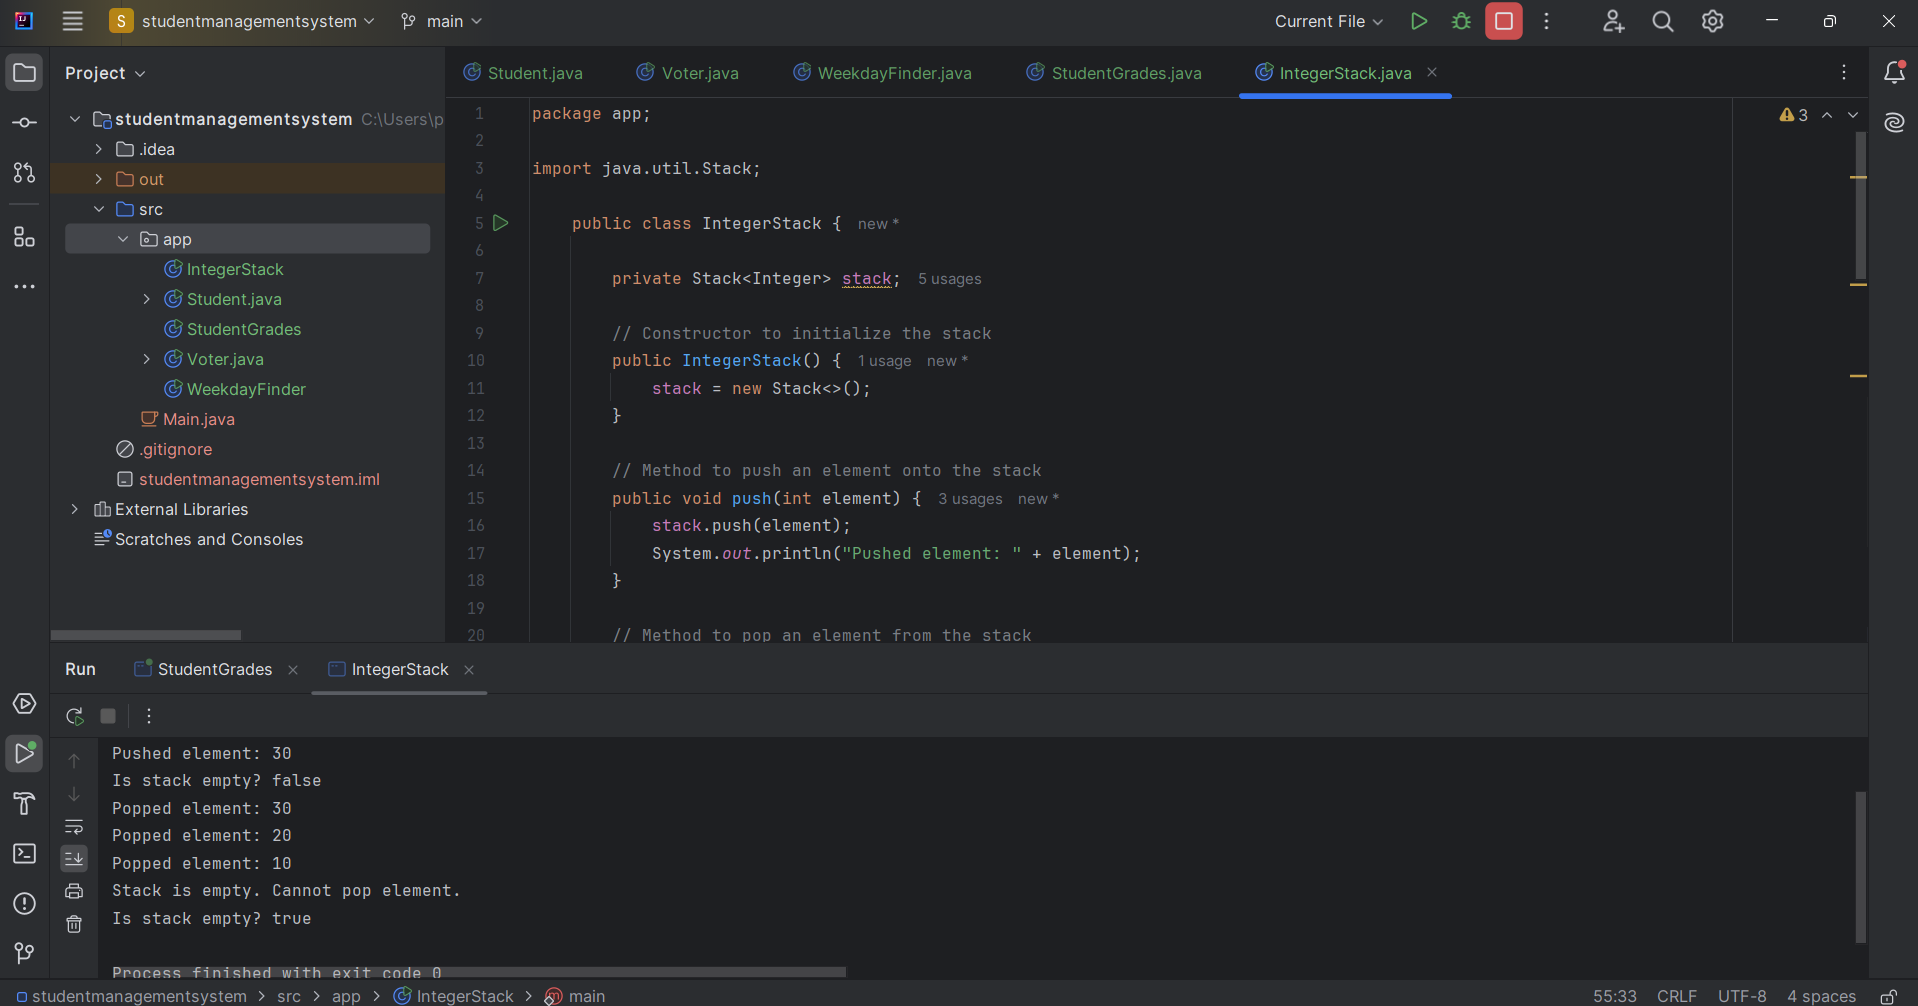 S studentmanagementsystem main Current File
Project
Student.java Voter.java WeekdayFinder.java StudentGrades.java IntegerStack.java
studentmanagementsystem C:\Users\p
.idea
out
src
app
IntegerStack
Student.java
StudentGrades
Voter.java
WeekdayFinder
Main.java
.gitignore
studentmanagementsystem.iml
External Libraries
Scratches and Consoles
3
1 package app;
2
3 import java.util.Stack;
4
5 public class IntegerStack { new *
6
7 private Stack<Integer> stack; 5 usages
8
9 // Constructor to initialize the stack
10 public IntegerStack() { 1 usage new *
11 stack = new Stack<>();
12 }
13
14 // Method to push an element onto the stack
15 public void push(int element) { 3 usages new *
16 stack.push(element);
17 System.out.println("Pushed element: " + element);
18 }
19
20 // Method to pop an element from the stack
Run StudentGrades IntegerStack
Pushed element: 30
Is stack empty? false
Popped element: 30
Popped element: 20
Popped element: 10
Stack is empty. Cannot pop element.
Is stack empty? true
Process finished with exit code 0
studentmanagementsystem > src > app > IntegerStack > main 55:33 CRLF UTF-8 4 spaces